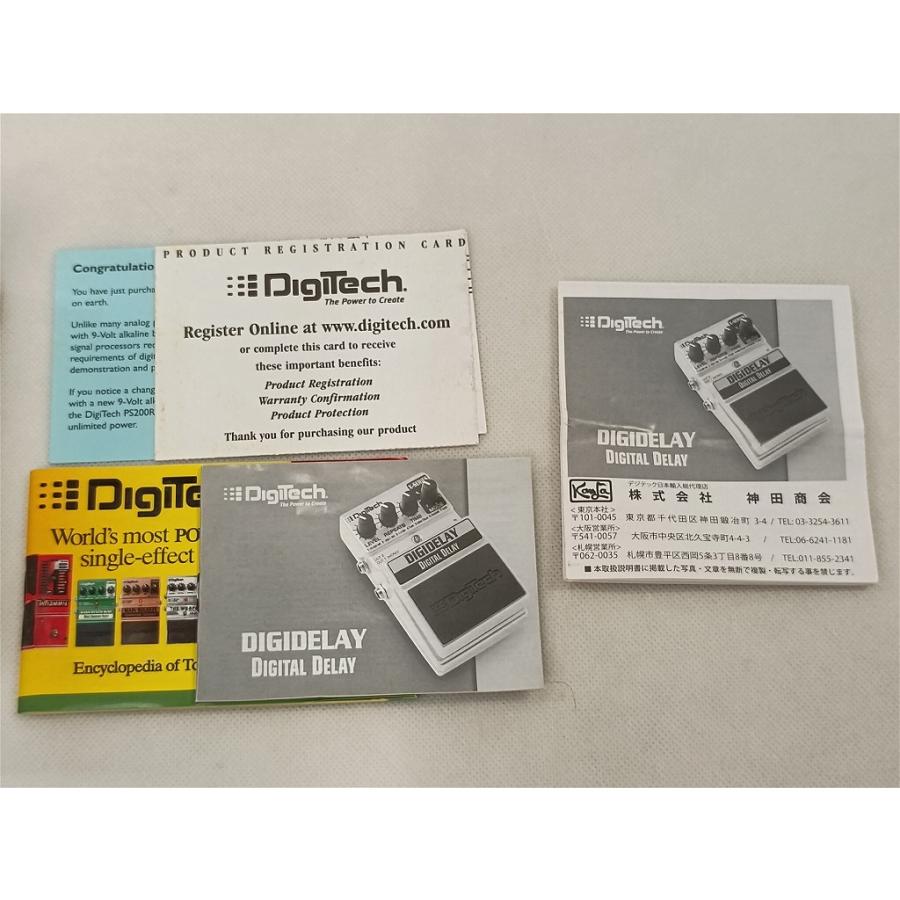 Congratulatio
You have just purcha
on earth.
Unlike many analog
with 9-Volt alkaline b
signal processors rec
requirements of digi
demonstration and p
If you notice a chang
with a new 9-Volt alk
the DigiTech PS200R
unlimited power.
PRODUCT REGISTRATION CARD
DigiTech.
The Power to Create
Register Online at www.digitech.com
or complete this card to receive
these important benefits:
Product Registration
Warranty Confirmation
Product Protection
Thank you for purchasing our product
DigiTe
World's most PO
single-effect
Encyclopedia of To
DigiTech.
The Power to Create
LEVEL REPEATS TIME
DIGIDELAY
DIGITAL DELAY
DigiTech
DIGIDELAY
DIGITAL DELAY
DigiTech.
The Power to Create
DIGIDELAY
DIGITAL DELAY
DIGIDELAY
DIGITAL DELAY
デジテック日本輸入総代理店
Kanda
株式会社 神田商会
<東京本社>
〒101-0045 東京都千代田区神田鍛冶町 3-4 / TEL: 03-3254-3611
<大阪営業所>
〒541-0057 大阪市中央区北久宝寺町4-4-3 / TEL:06-6241-1181
<札幌営業所>
〒062-0035 札幌市豊平区西岡5条3丁目8番8号 / TEL:011-855-2341
■ 本取扱説明書に掲載した写真・文章を無断で複製・転写する事を禁じます。